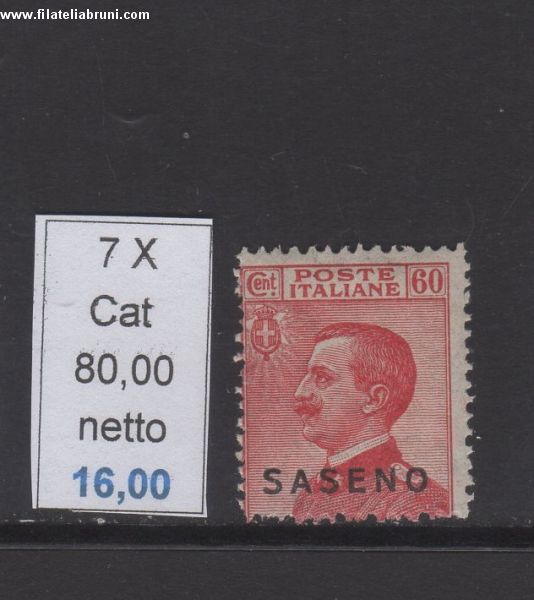 www.filateliabruni.com
7 X
Cat
80,00
netto
16,00
Cent. POSTE ITALIANE 60
SASENO